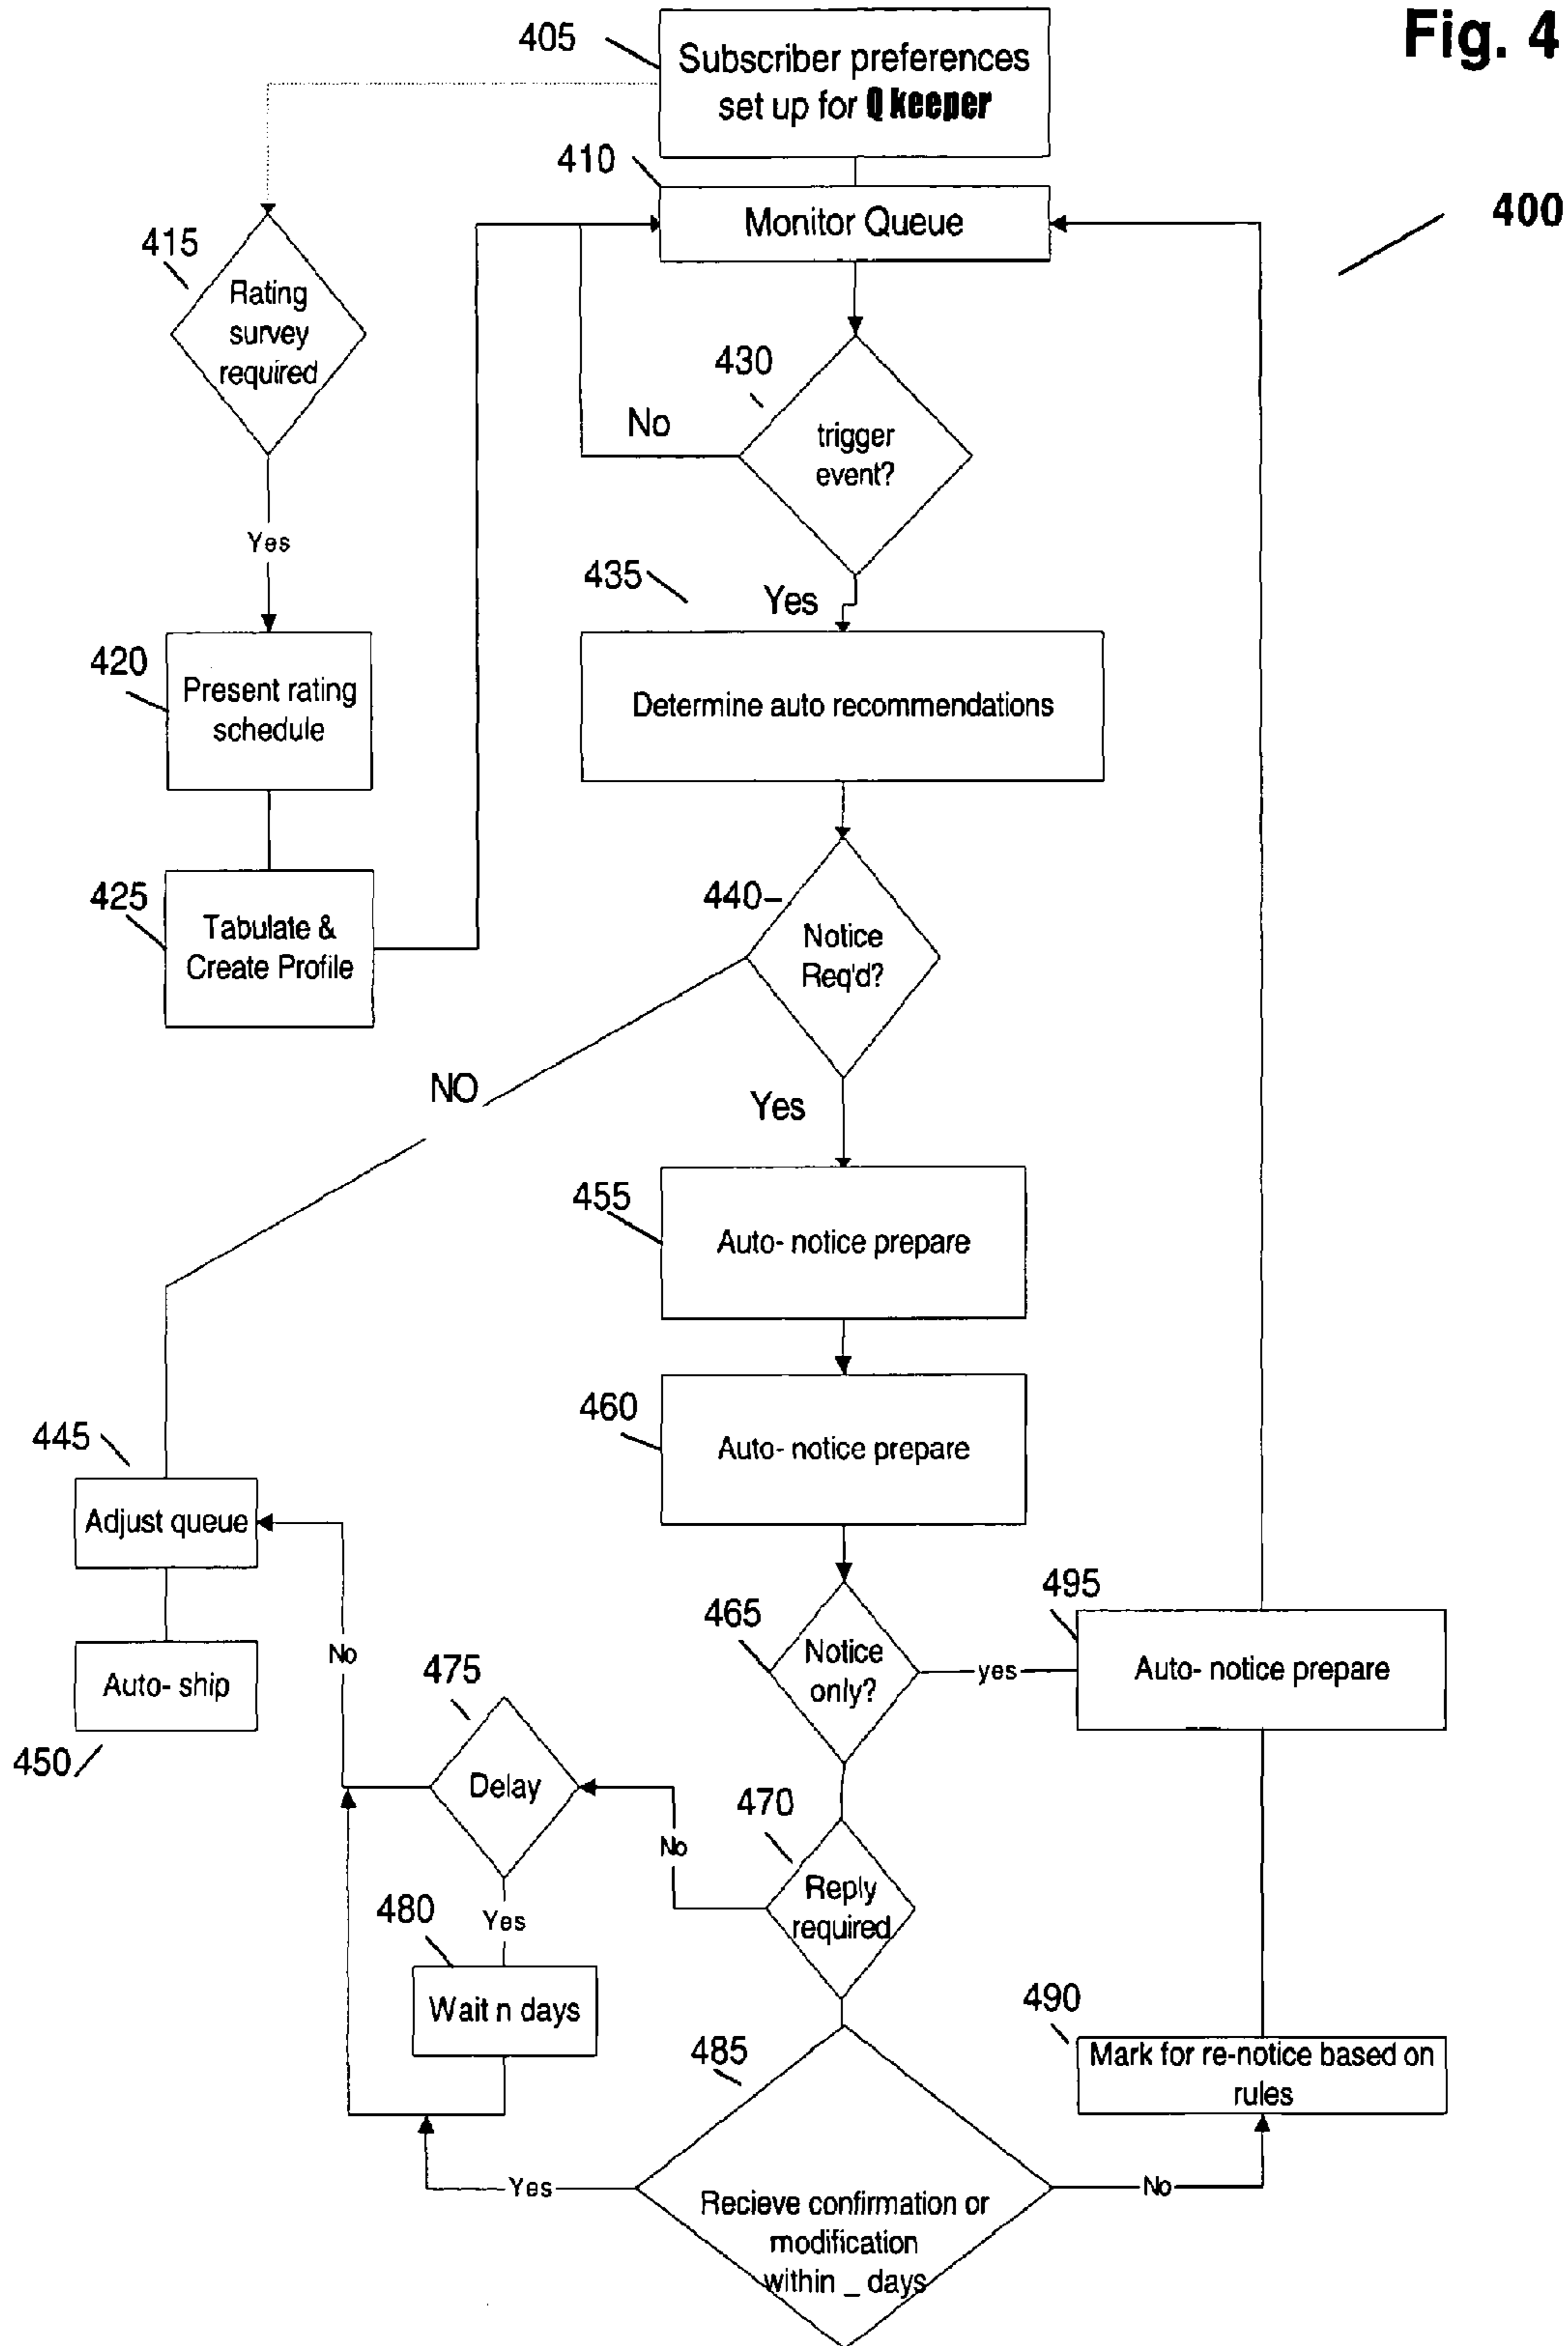 Fig. 4
405
Subscriber preferences
set up for Q keeper
410
Monitor Queue
400
415
Rating
survey
required
430
No
trigger
event?
Yes
435
Yes
420
Present rating
schedule
Determine auto recommendations
425
Tabulate &
Create Profile
440
Notice
Req'd?
NO
Yes
455
Auto- notice prepare
460
Auto- notice prepare
445
Adjust queue
495
465
Notice
only?
yes
Auto- notice prepare
No
475
Auto- ship
450
Delay
470
No
Reply
required
480
Yes
Wait n days
490
Mark for re-notice based on
rules
485
Yes
No
Recieve confirmation or
modification
within _ days